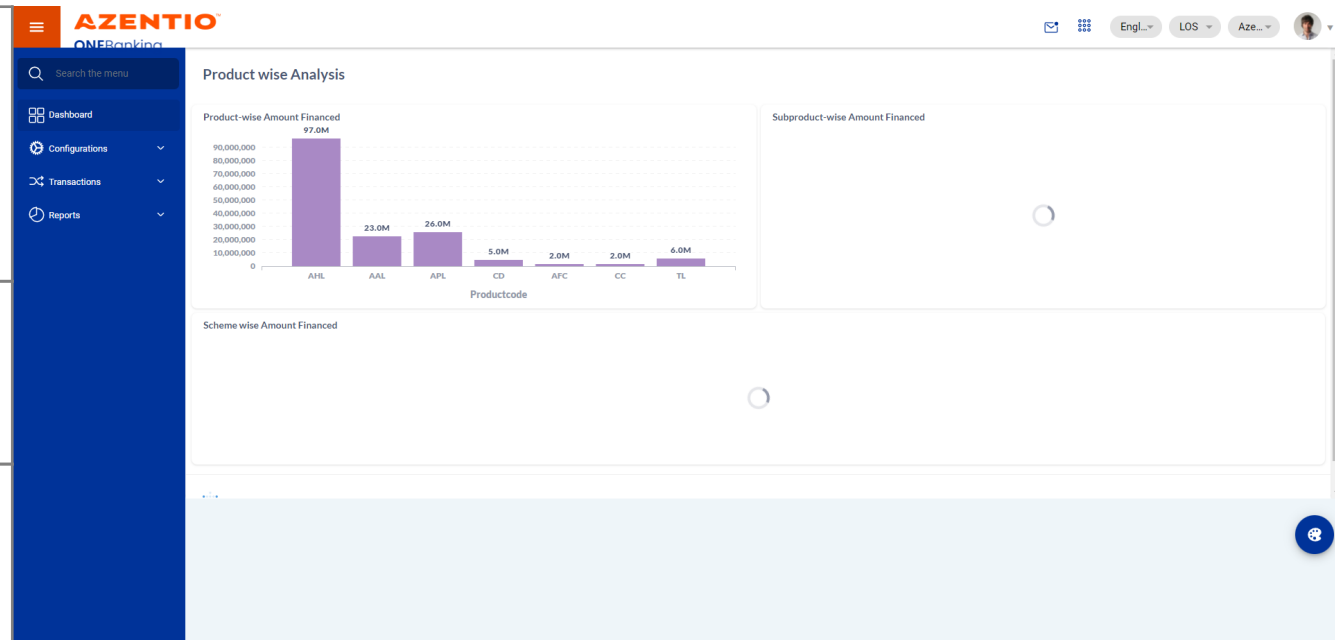 AZENTIO
ONEBanking
Engl...
LOS
Aze...
Search the menu
Dashboard
Configurations
Transactions
Reports
Product wise Analysis
Product-wise Amount Financed
97.0M
90,000,000
80,000,000
70,000,000
60,000,000
50,000,000
40,000,000
30,000,000
20,000,000
10,000,000
0
23.0M
26.0M
5.0M
2.0M
2.0M
6.0M
AHL AAL APL CD AFC CC TL
Productcode
Subproduct-wise Amount Financed
Scheme wise Amount Financed